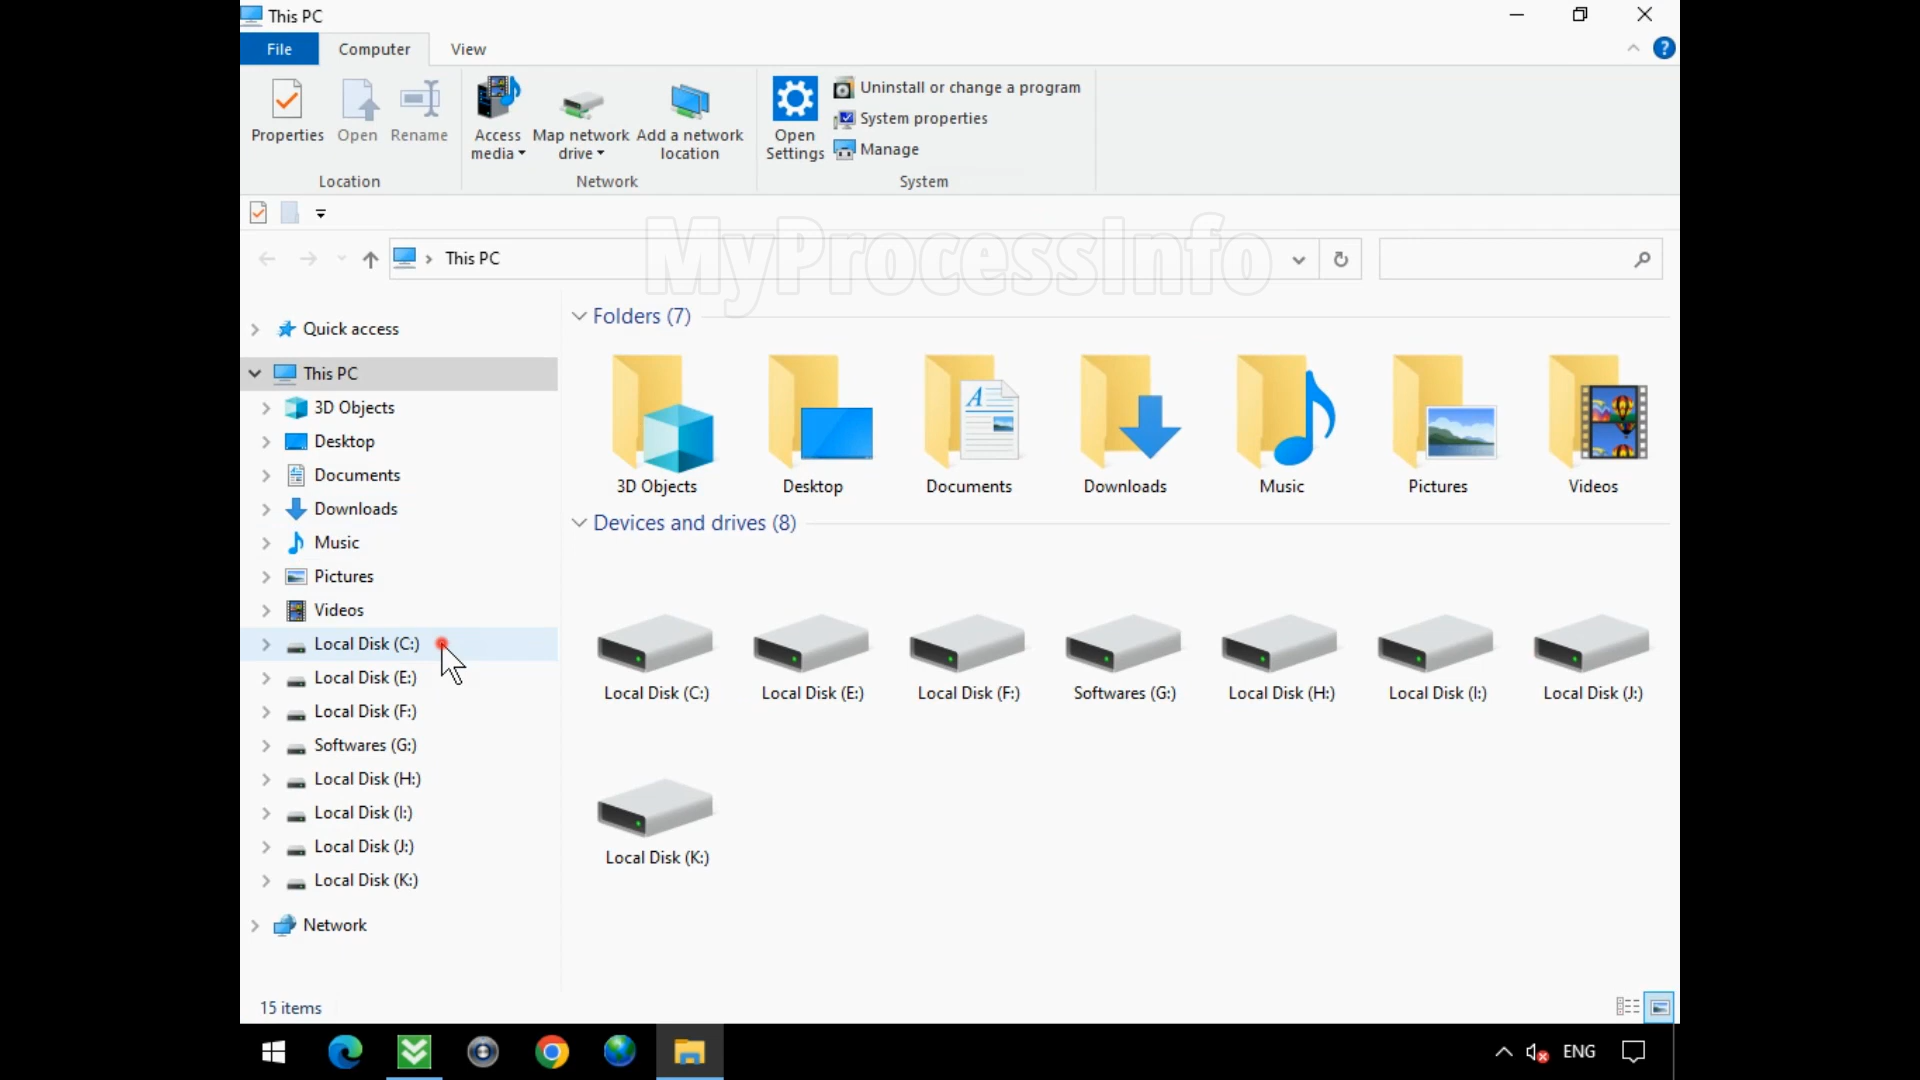 This PC
File Computer View
?
Properties Open Rename Access media Map network drive Add a network location Open Settings
Uninstall or change a program
System properties
Manage
Location Network System
This PC
MyProcessInfo
Quick access
This PC
3D Objects
Desktop
Documents
Downloads
Music
Pictures
Videos
Local Disk (C:)
Local Disk (E:)
Local Disk (F:)
Softwares (G:)
Local Disk (H:)
Local Disk (I:)
Local Disk (J:)
Local Disk (K:)
Network
Folders (7)
3D Objects Desktop Documents Downloads Music Pictures Videos
Devices and drives (8)
Local Disk (C:) Local Disk (E:) Local Disk (F:) Softwares (G:) Local Disk (H:) Local Disk (I:) Local Disk (J:)
Local Disk (K:)
15 items
ENG